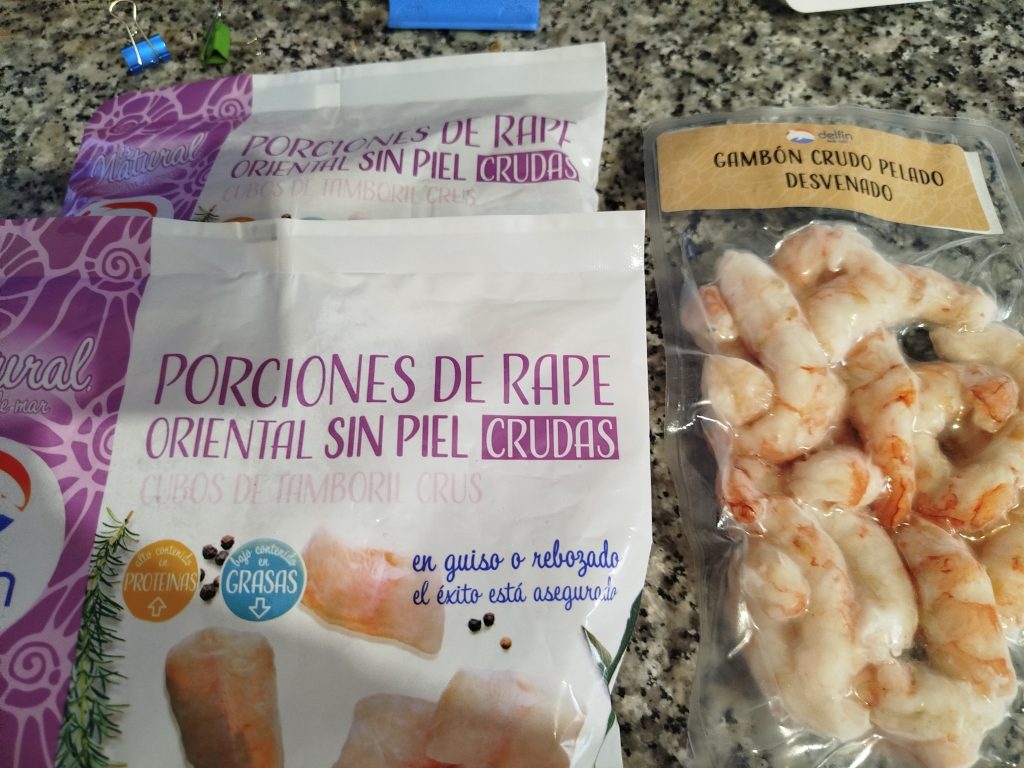 Natural
PORCIONES DE RAPE
ORIENTAL SIN PIEL CRUDAS
CUBOS DE TAMBORIL CRUS
delfin
GAMBÓN CRUDO PELADO
DESVENADO
ural
de mar
PORCIONES DE RAPE
ORIENTAL SIN PIEL CRUDAS
CUBOS DE TAMBORIL CRUS
alto contenido
en
PROTEINAS
bajo contenido
en
GRASAS
en guiso o rebozado
el éxito está asegurado
n